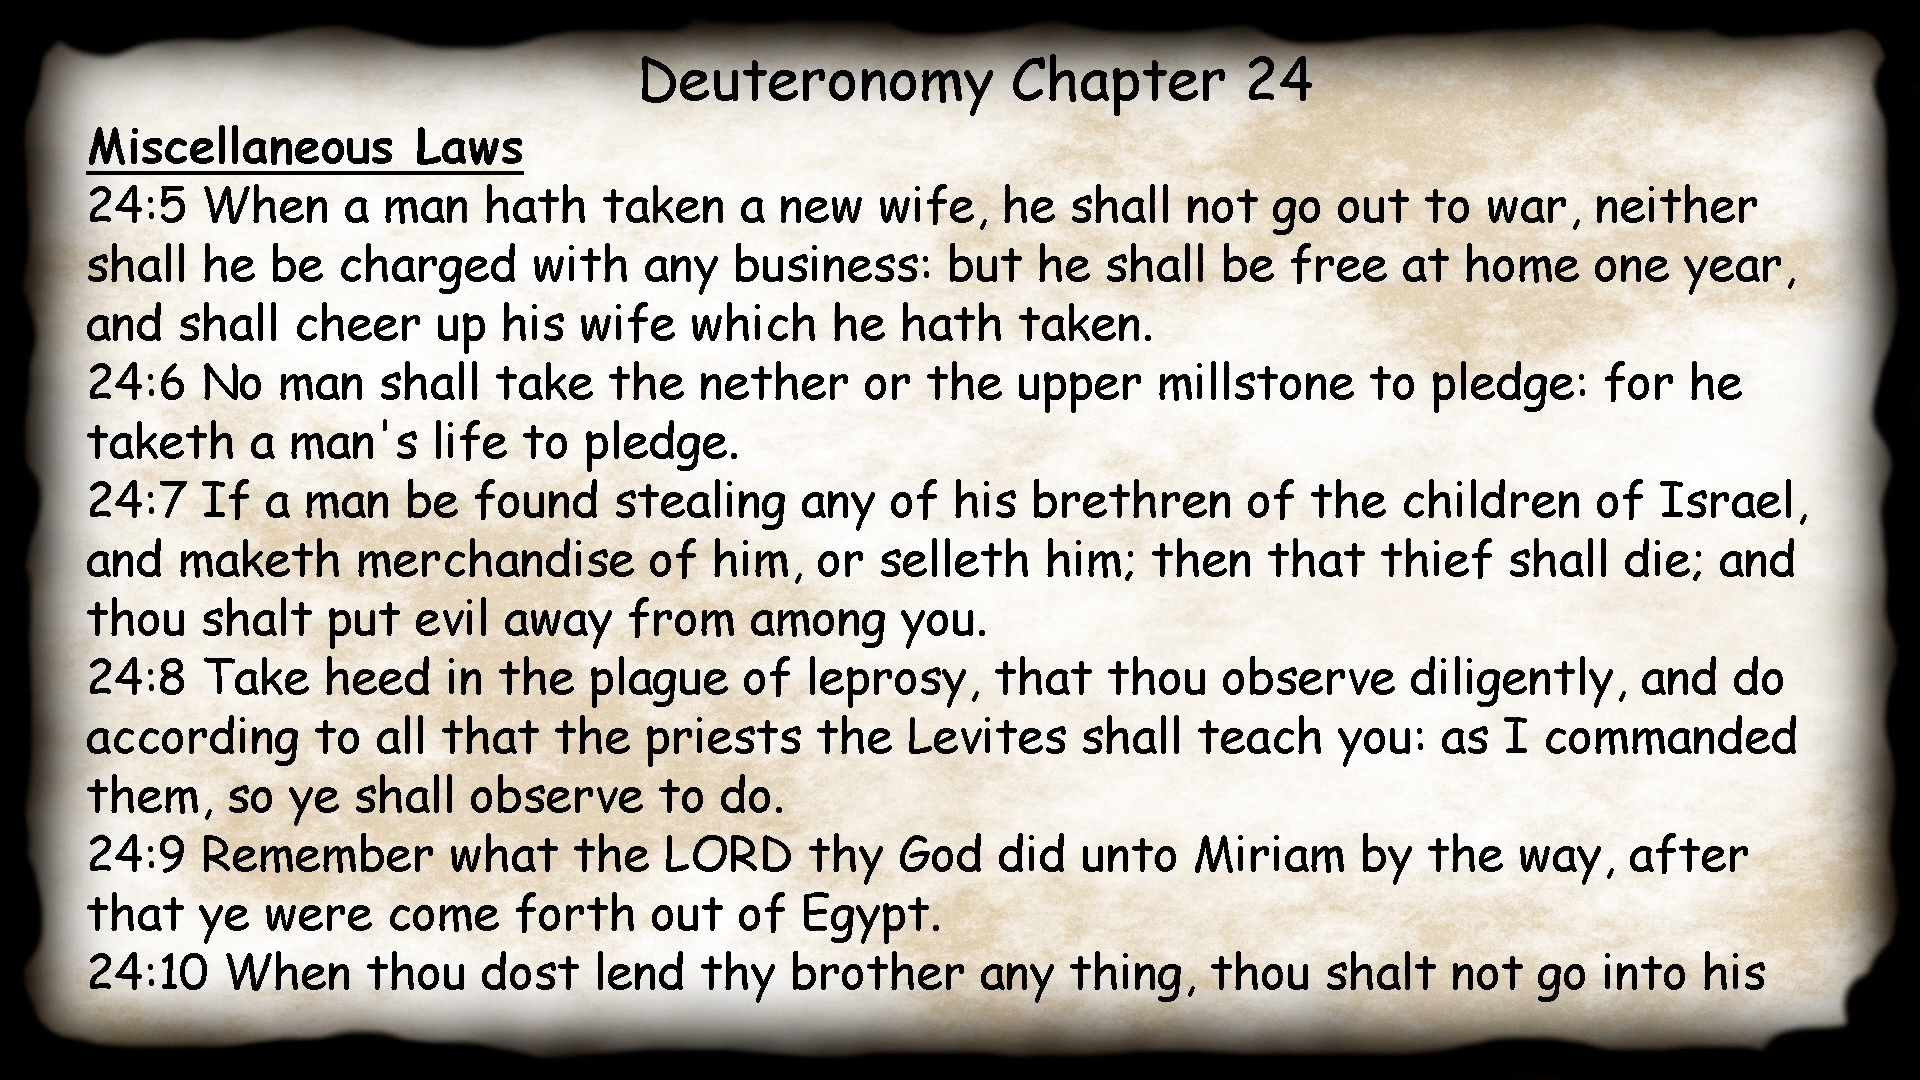 Deuteronomy Chapter 24
Miscellaneous Laws
24:5 When a man hath taken a new wife, he shall not go out to war, neither
shall he be charged with any business: but he shall be free at home one year,
and shall cheer up his wife which he hath taken.
24:6 No man shall take the nether or the upper millstone to pledge: for he
taketh a man's life to pledge.
24:7 If a man be found stealing any of his brethren of the children of Israel,
and maketh merchandise of him, or selleth him; then that thief shall die; and
thou shalt put evil away from among you.
24:8 Take heed in the plague of leprosy, that thou observe diligently, and do
according to all that the priests the Levites shall teach you: as I commanded
them, so ye shall observe to do.
24:9 Remember what the LORD thy God did unto Miriam by the way, after
that ye were come forth out of Egypt.
24:10 When thou dost lend thy brother any thing, thou shalt not go into his